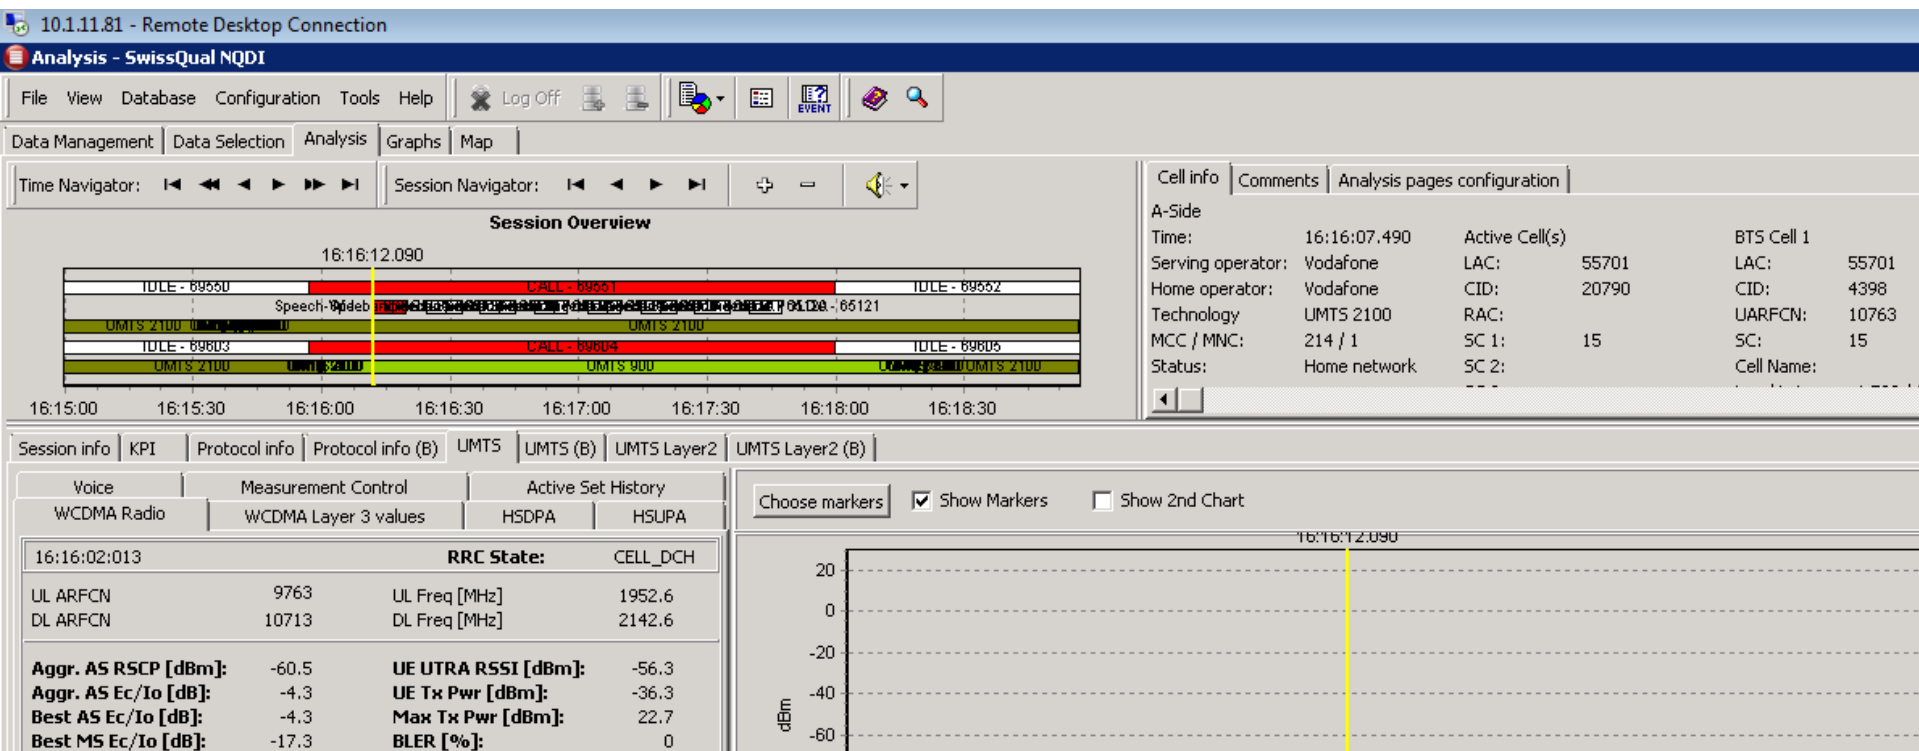 10.1.11.81 - Remote Desktop Connection
Analysis - SwissQual NQDI
File View Database Configuration Tools Help Log Off EVENT
Data Management Data Selection Analysis Graphs Map
Time Navigator: Session Navigator:
Session Overview
16:16:12.090
IDLE - 69550 CALL - 69551 IDLE - 69552
Speech- - 65121
UMTS 2100 UMTS 2100
IDLE - 69603 CALL - 69604 IDLE - 69605
UMTS 2100 UMTS 900 UMTS 2100
16:15:00 16:15:30 16:16:00 16:16:30 16:17:00 16:17:30 16:18:00 16:18:30
Cell info Comments Analysis pages configuration
A-Side
Time: 16:16:07.490 Active Cell(s) BTS Cell 1
Serving operator: Vodafone LAC: 55701 LAC: 55701
Home operator: Vodafone CID: 20790 CID: 4398
Technology UMTS 2100 RAC: UARFCN: 10763
MCC / MNC: 214 / 1 SC 1: 15 SC: 15
Status: Home network SC 2: Cell Name:
Session info KPI Protocol info Protocol info (B) UMTS UMTS (B) UMTS Layer2 UMTS Layer2 (B)
Voice Measurement Control Active Set History
WCDMA Radio WCDMA Layer 3 values HSDPA HSUPA
16:16:02:013 RRC State: CELL_DCH
UL ARFCN 9763 UL Freq [MHz] 1952.6
DL ARFCN 10713 DL Freq [MHz] 2142.6
Aggr. AS RSCP [dBm]: -60.5 UE UTRA RSSI [dBm]: -56.3
Aggr. AS Ec/Io [dB]: -4.3 UE Tx Pwr [dBm]: -36.3
Best AS Ec/Io [dB]: -4.3 Max Tx Pwr [dBm]: 22.7
Best MS Ec/Io [dB]: -17.3 BLER [%]: 0
Choose markers Show Markers Show 2nd Chart
16:16:12.090
20
0
-20
-40
-60
dBm